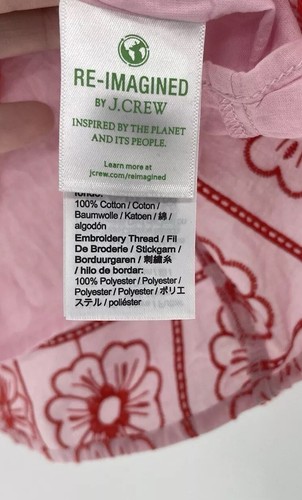 RE-IMAGINED
BY J.CREW
INSPIRED BY THE PLANET
AND ITS PEOPLE.
Learn more at
jcrew.com/reimagined
fondo:
100% Cotton / Coton /
Baumwolle / Katoen / 綿 /
algodón
Embroidery Thread / Fil
De Broderie / Stickgarn /
Borduurgaren / 刺繍糸
/ hilo de bordar:
100% Polyester / Polyester /
Polyester / Polyester / ポリエ
ステル / poliéster